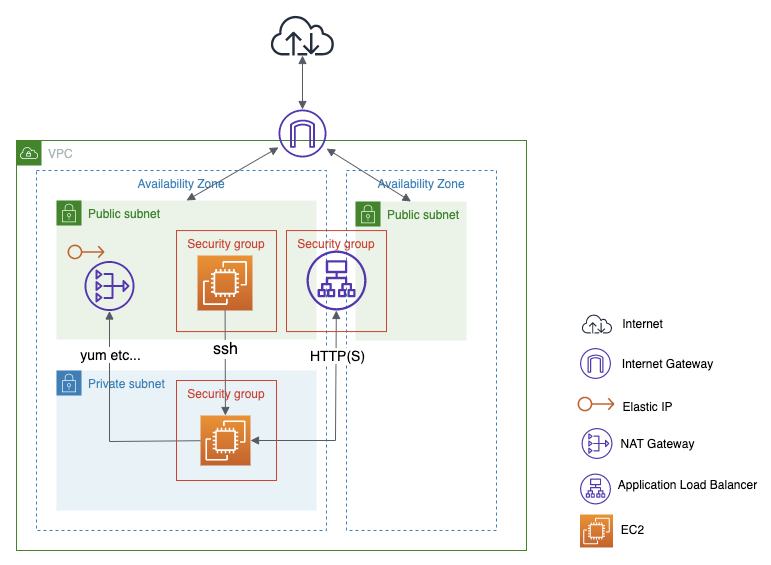 VPC
Availability Zone
Availability Zone
Public subnet
Public subnet
Security group
Security group
yum etc...
ssh
HTTP(S)
Private subnet
Security group
Internet
Internet Gateway
Elastic IP
NAT Gateway
Application Load Balancer
EC2